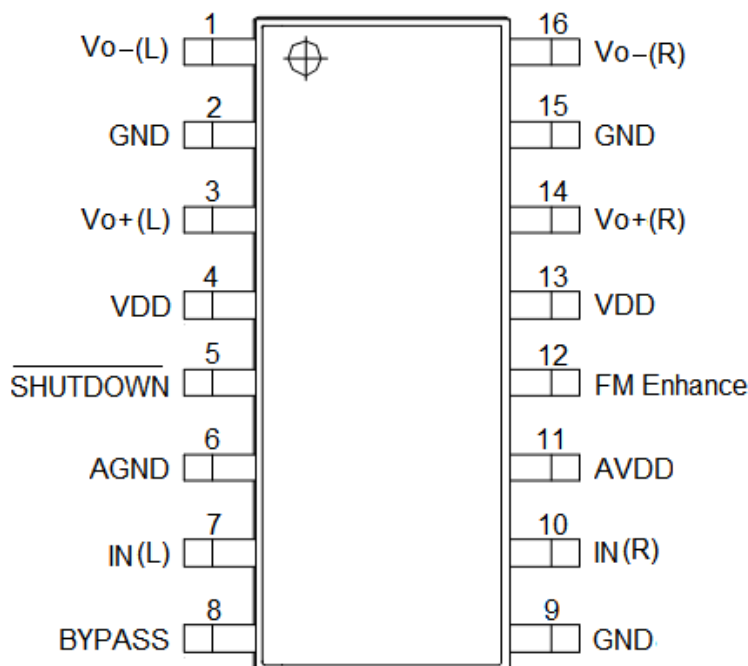 1
Vo−(L)
2
GND
3
Vo+(L)
4
VDD
5
SHUTDOWN
6
AGND
7
IN(L)
8
BYPASS
16
Vo−(R)
15
GND
14
Vo+(R)
13
VDD
12
FM Enhance
11
AVDD
10
IN(R)
9
GND